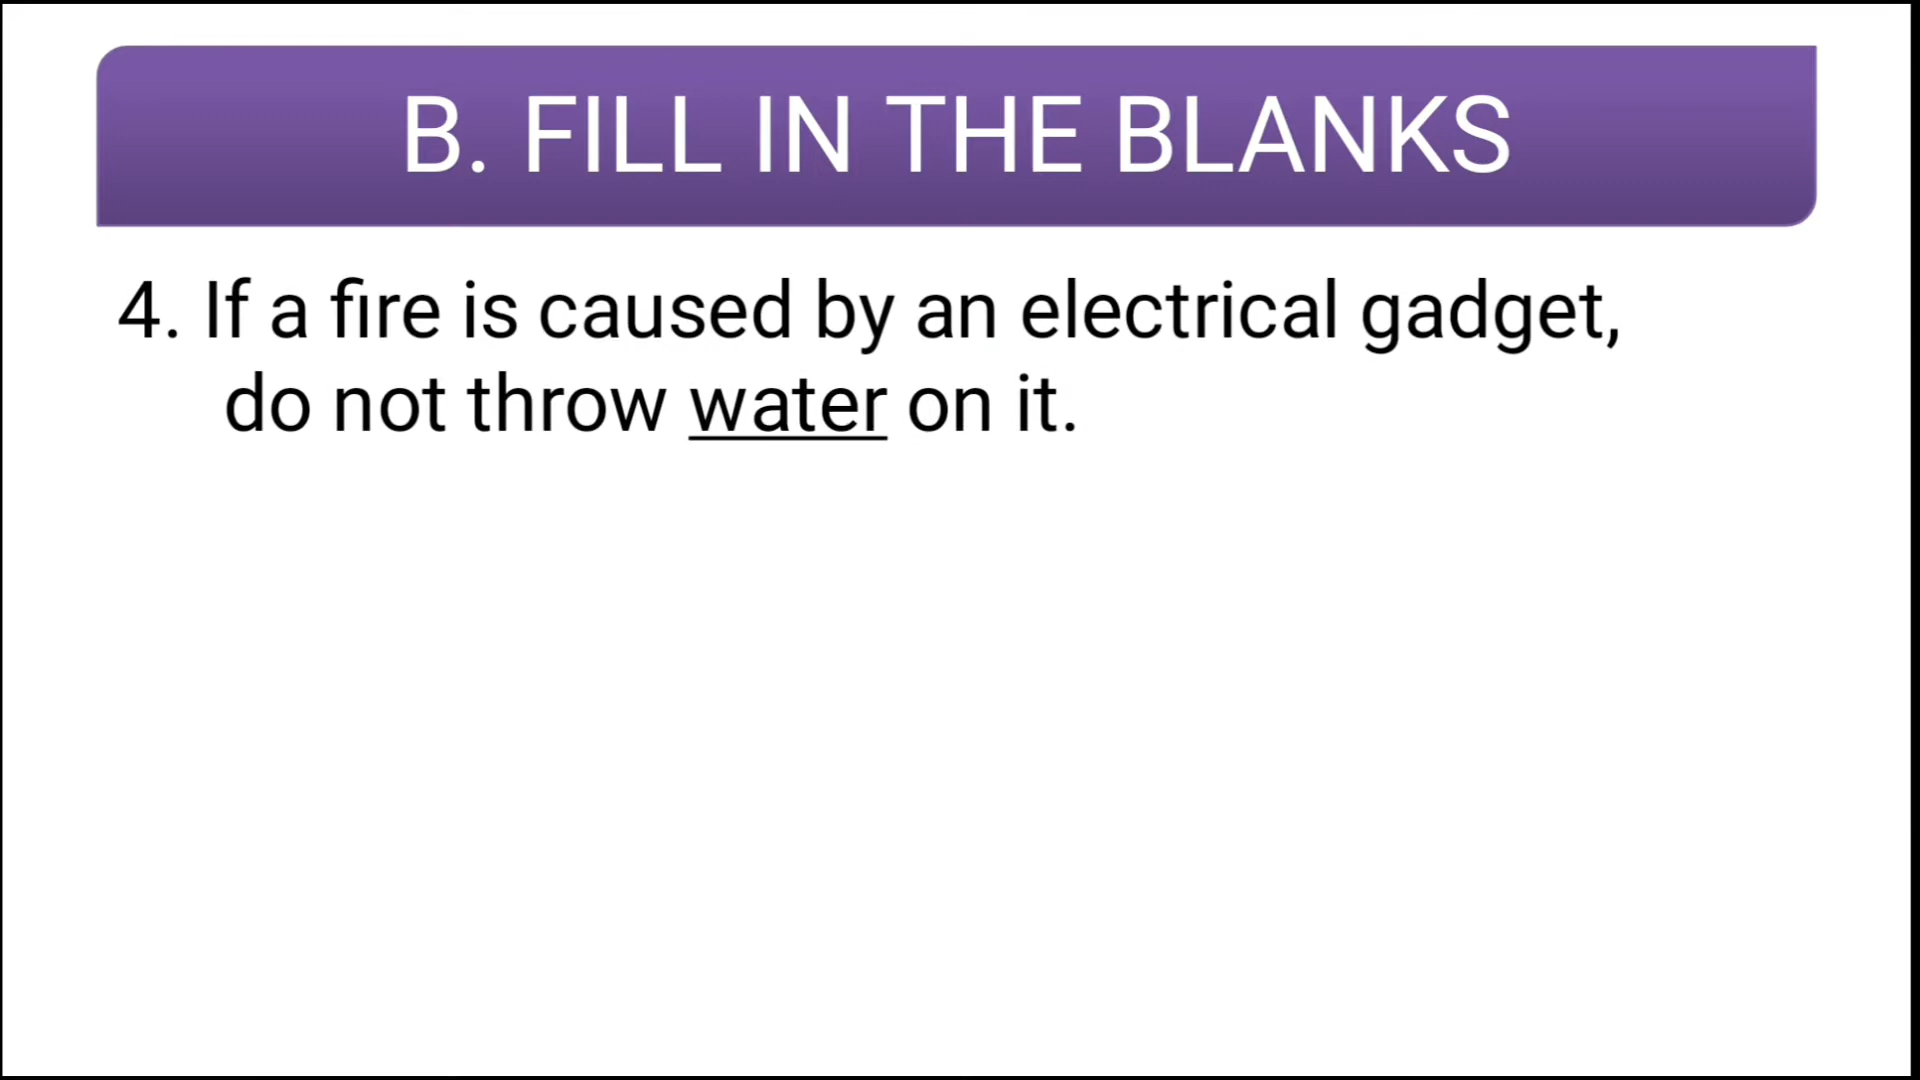 B. FILL IN THE BLANKS
4. If a fire is caused by an electrical gadget,
do not throw water on it.